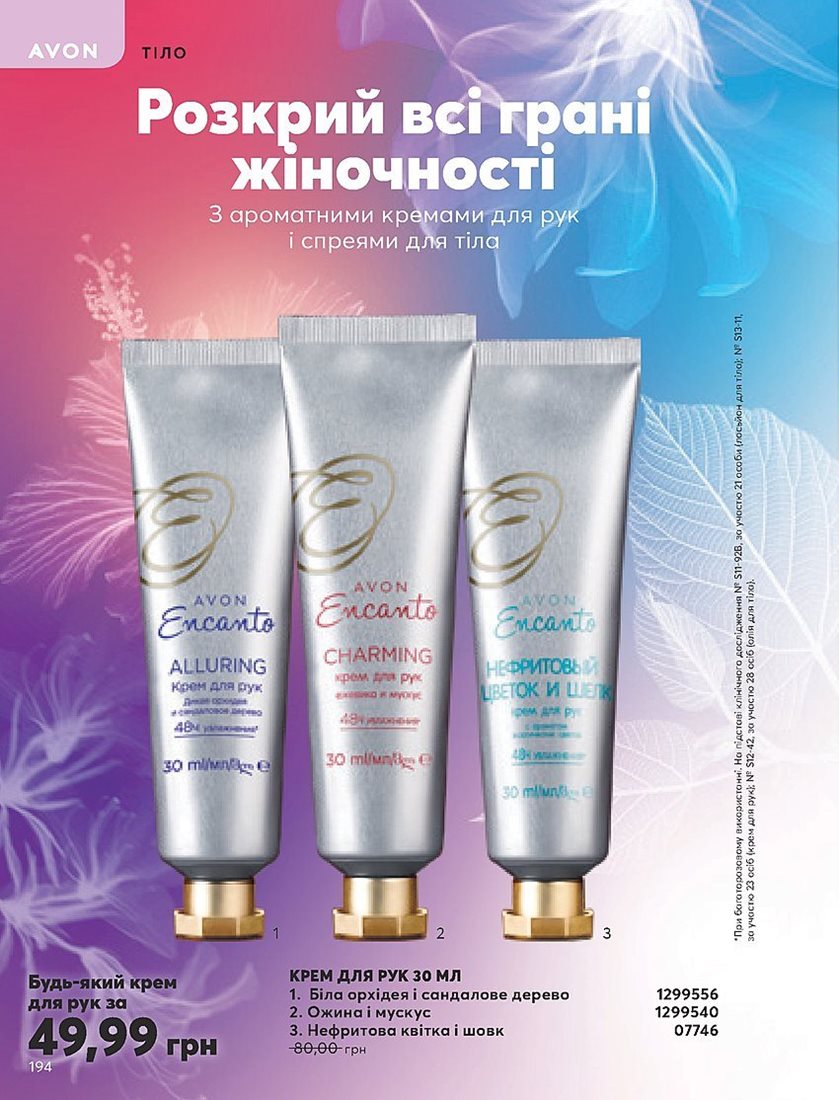 AVON
ТІЛО
Розкрий всі грані
жіночності
З ароматними кремами для рук
і спреями для тіла
AVON
Encanto
ALLURING
Крем для рук
Дикая орхидея
и сандаловое дерево
48ч увлажнения*
30 ml/мл/
AVON
Encanto
CHARMING
крем для рук
ежевика и мускус
48ч увлажнения*
30 ml/мл/
AVON
Encanto
НЕФРИТОВЫЙ
ЦВЕТОК И ШЕЛК
крем для рук
48ч увлажнения*
30 ml/мл/
1
2
3
*При богаторазовому використанні. На підставі клінічного дослідження № S11-92B, за участю 21 особи (лосьйон для тіла); № S13-11,
за участю 23 осіб (крем для рук); № S12-42, за участю 28 осіб (олія для тіла).
Будь-який крем
для рук за
49,99 грн
КРЕМ ДЛЯ РУК 30 МЛ
1. Біла орхідея і сандалове дерево 1299556
2. Ожина і мускус 1299540
3. Нефритова квітка і шовк 07746
80,00 грн
194